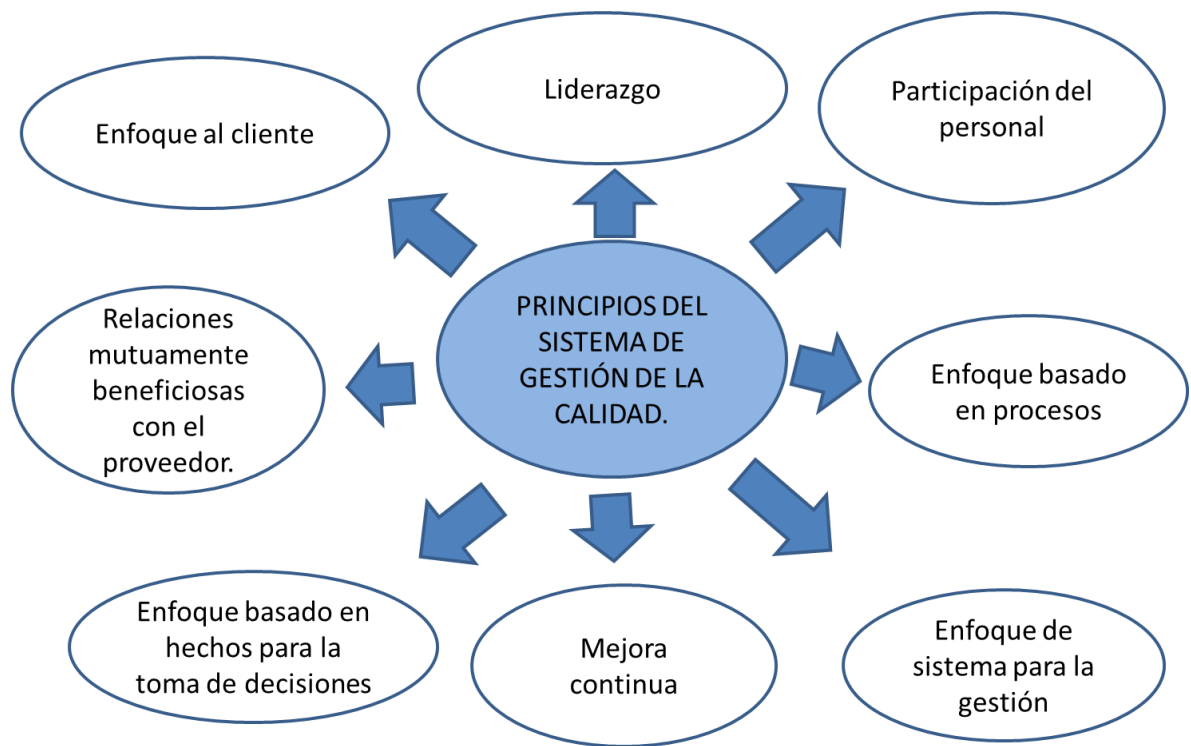 Liderazgo
Participación del
personal
Enfoque al cliente
PRINCIPIOS DEL
SISTEMA DE
GESTIÓN DE LA
CALIDAD.
Relaciones
mutuamente
beneficiosas
con el
proveedor.
Enfoque basado
en procesos
Enfoque basado en
hechos para la
toma de decisiones
Mejora
continua
Enfoque de
sistema para la
gestión